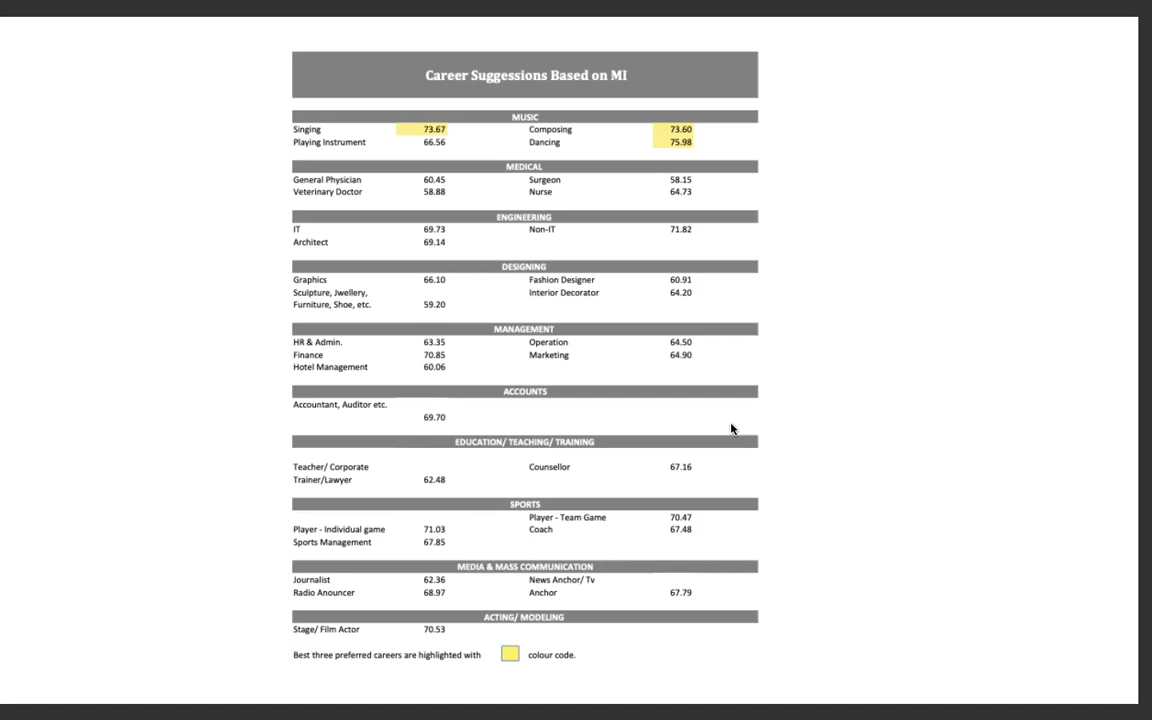 Career Suggestions Based on MI
MUSIC
Singing 73.67 Composing 73.60
Playing Instrument 66.56 Dancing 75.98
MEDICAL
General Physician 60.45 Surgeon 58.15
Veterinary Doctor 58.88 Nurse 64.73
ENGINEERING
IT 69.73 Non-IT 71.82
Architect 69.14
DESIGNING
Graphics 66.10 Fashion Designer 60.91
Sculpture, Jwellery, Interior Decorator 64.20
Furniture, Shoe, etc. 59.20
MANAGEMENT
HR & Admin. 63.35 Operation 64.50
Finance 70.85 Marketing 64.90
Hotel Management 60.06
ACCOUNTS
Accountant, Auditor etc.
69.70
EDUCATION/ TEACHING/ TRAINING
Teacher/ Corporate Counsellor 67.16
Trainer/Lawyer 62.48
SPORTS
Player - Team Game 70.47
Player - Individual game 71.03 Coach 67.48
Sports Management 67.85
MEDIA & MASS COMMUNICATION
Journalist 62.36 News Anchor/ Tv
Radio Anouncer 68.97 Anchor 67.79
ACTING/ MODELING
Stage/ Film Actor 70.53
Best three preferred careers are highlighted with colour code.